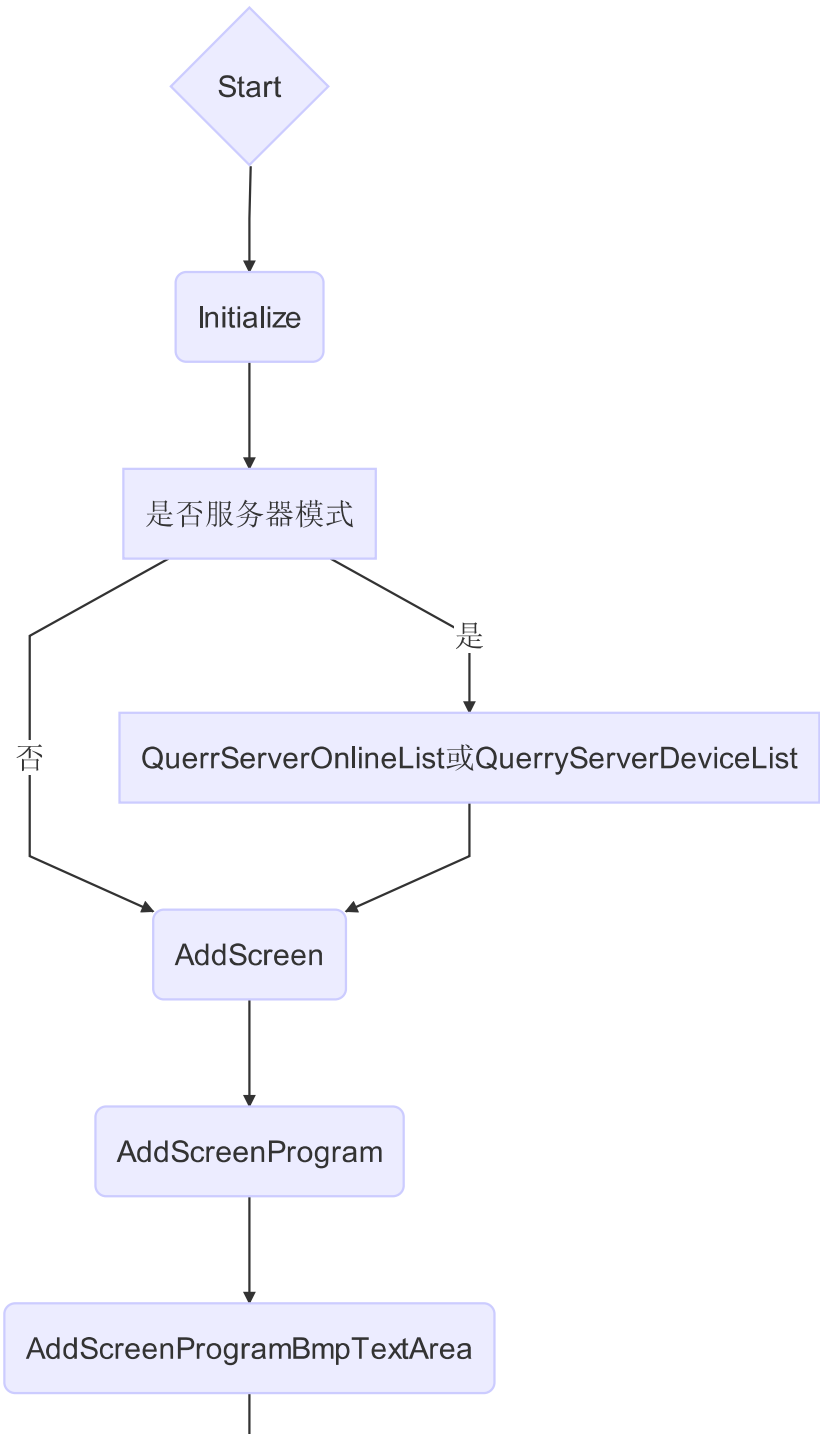 Start
Initialize
是否服务器模式
是
否
QuerrServerOnlineList或QuerryServerDeviceList
AddScreen
AddScreenProgram
AddScreenProgramBmpTextArea